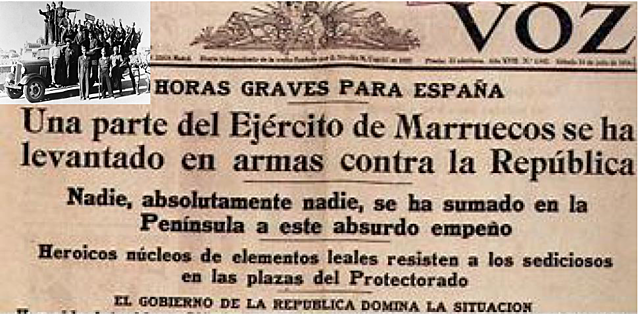 VOZ
HORAS GRAVES PARA ESPAÑA
Una parte del Ejército de Marruecos se ha
levantado en armas contra la República
Nadie, absolutamente nadie, se ha sumado en la
Península a este absurdo empeño
Heroicos núcleos de elementos leales resisten a los sediciosos
en las plazas del Protectorado
EL GOBIERNO DE LA REPUBLICA DOMINA LA SITUACION